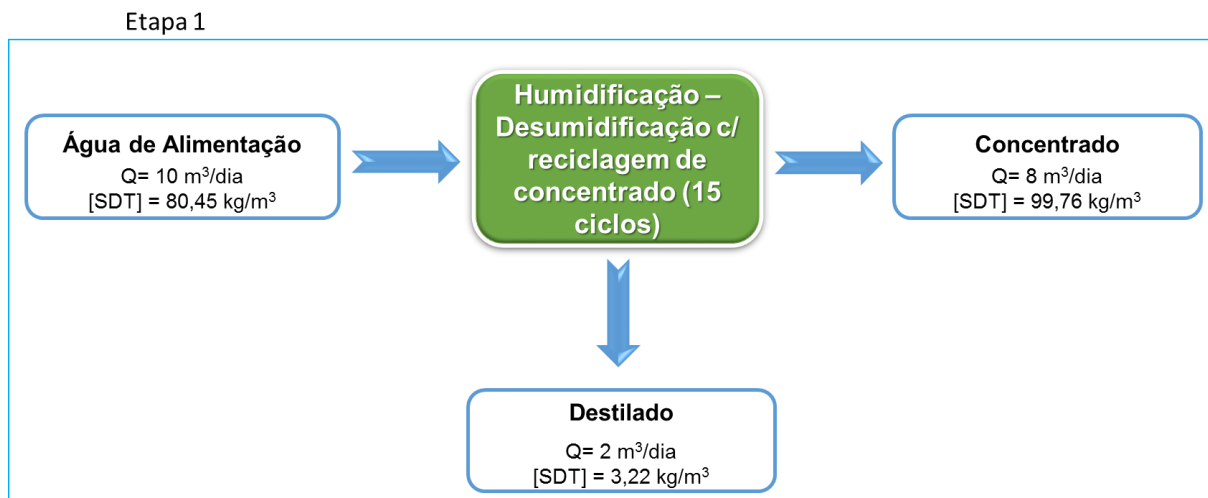 Etapa 1
Água de Alimentação
Q= 10 m³/dia
[SDT] = 80,45 kg/m³
Humidificação –
Desumidificação c/
reciclagem de
concentrado (15
ciclos)
Concentrado
Q= 8 m³/dia
[SDT] = 99,76 kg/m³
Destilado
Q= 2 m³/dia
[SDT] = 3,22 kg/m³